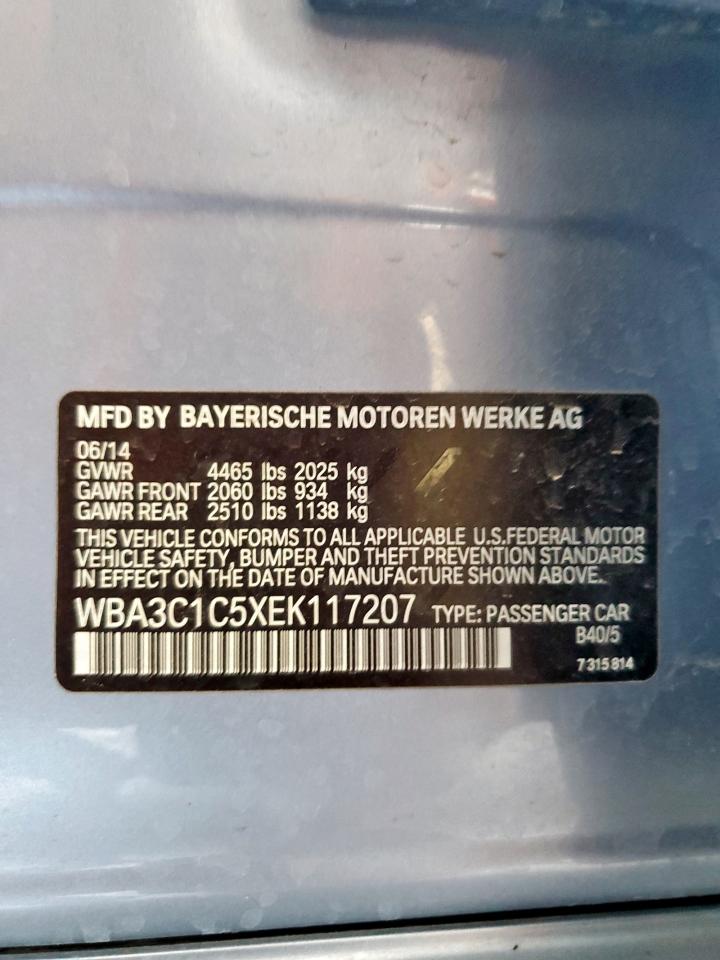 MFD BY BAYERISCHE MOTOREN WERKE AG
06/14
GVWR 4465 lbs 2025 kg
GAWR FRONT 2060 lbs 934 kg
GAWR REAR 2510 lbs 1138 kg
THIS VEHICLE CONFORMS TO ALL APPLICABLE U.S.FEDERAL MOTOR
VEHICLE SAFETY, BUMPER AND THEFT PREVENTION STANDARDS
IN EFFECT ON THE DATE OF MANUFACTURE SHOWN ABOVE.
WBA3C1C5XEK117207 TYPE: PASSENGER CAR
B40/5
7 315 814